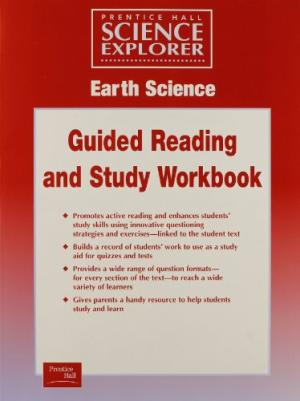 PRENTICE HALL
SCIENCE
EXPLORER
Earth Science
Guided Reading
and Study Workbook
◆ Promotes active reading and enhances students'
study skills using innovative questioning
strategies and exercises—linked to the student text
◆ Builds a record of students' work to use as a study
aid for quizzes and tests
◆ Provides a wide range of question formats—
for every section of the text—to reach a wide
variety of learners
◆ Gives parents a handy resource to help students
study and learn
Prentice
Hall